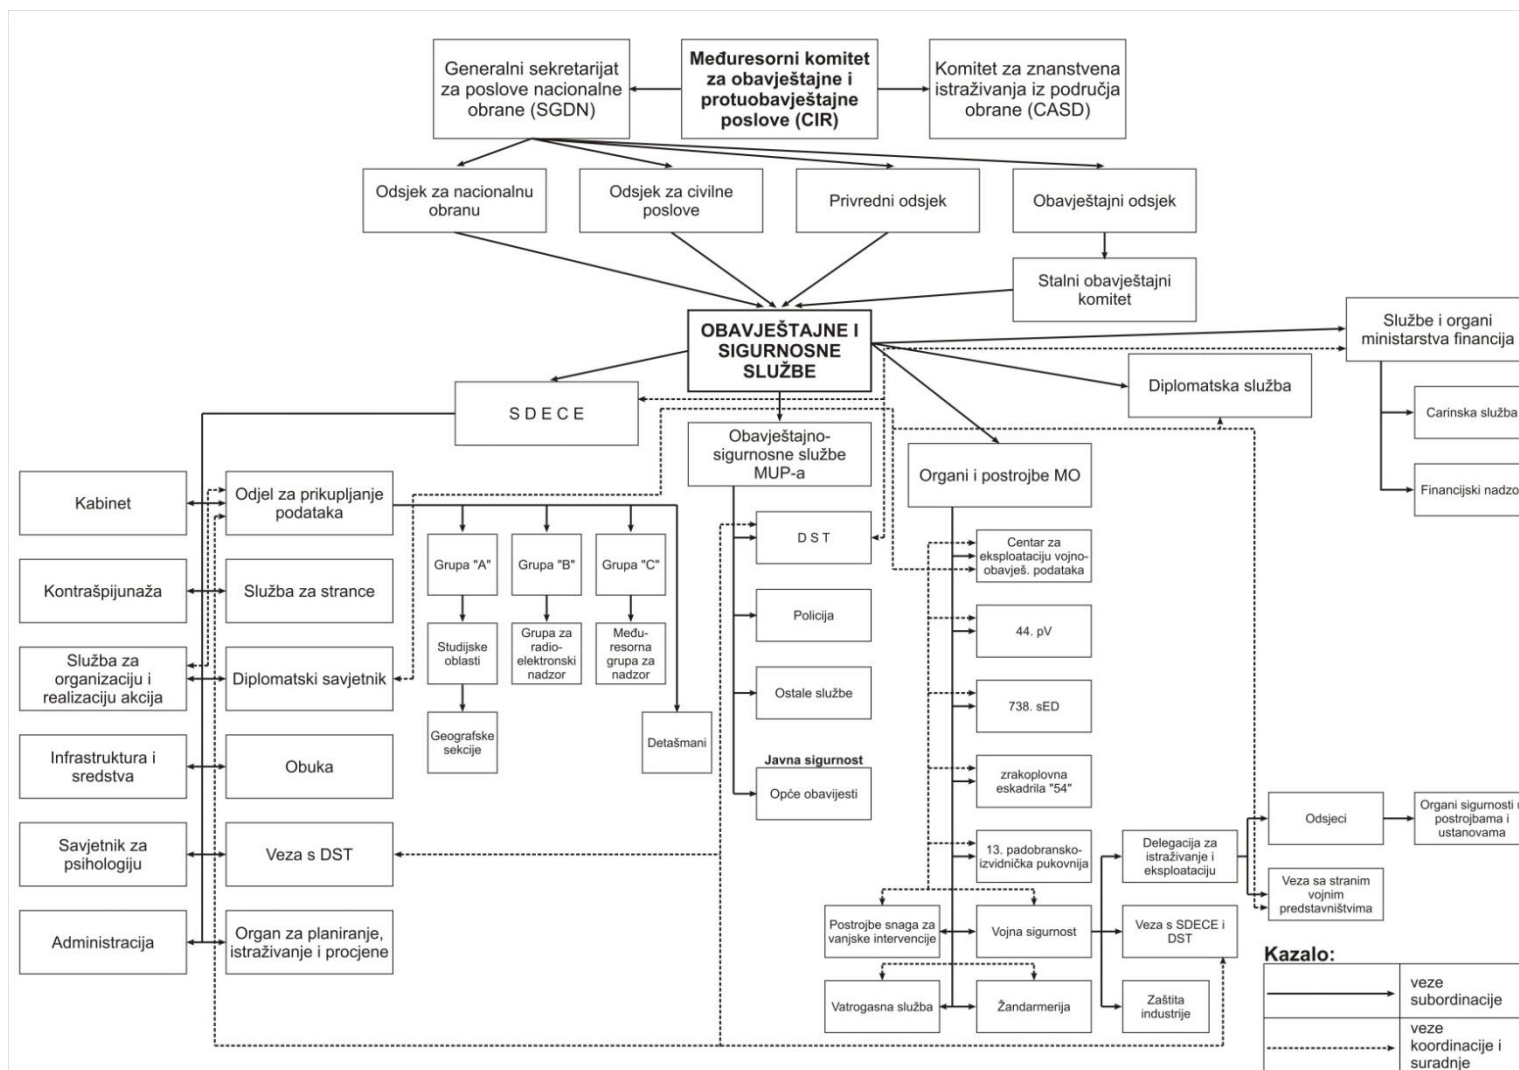 Generalni sekretarijat
za poslove nacionalne
obrane (SGDN)
Međuresorni komitet
za obavještajne i
protuobavještajne
poslove (CIR)
Komitet za znanstvena
istraživanja iz područja
obrane (CASD)
Odsjek za nacionalnu
obranu
Odsjek za civilne
poslove
Privredni odsjek
Obavještajni odsjek
Stalni obavještajni
komitet
OBAVJEŠTAJNE I
SIGURNOSNE
SLUŽBE
Službe i organi
ministarstva financija
Diplomatska služba
Carinska služba
Financijski nadzo
S D E C E
Obavještajno-
sigurnosne službe
MUP-a
Organi i postrojbe MO
Kabinet
Odjel za prikupljanje
podataka
Kontrašpijunaža
Služba za strance
Služba za
organizaciju i
realizaciju akcija
Diplomatski savjetnik
Infrastruktura i
sredstva
Obuka
Savjetnik za
psihologiju
Veza s DST
Administracija
Organ za planiranje,
istraživanje i procjene
Grupa "A"
Grupa "B"
Grupa "C"
Studijske
oblasti
Grupa za
radio-
elektronski
nadzor
Među-
resorna
grupa za
nadzor
Geografske
sekcije
Detašmani
D S T
Policija
Ostale službe
Javna sigurnost
Opće obavijesti
Centar za
eksploataciju vojno-
obavješ. podataka
44. pV
738. sED
zrakoplovna
eskadrila "54"
13. padobransko-
izvidnička pukovnija
Postrojbe snaga za
vanjske intervencije
Vojna sigurnost
Vatrogasna služba
Žandarmerija
Delegacija za
istraživanje i
eksploataciju
Veza s SDECE i
DST
Zaštita
industrije
Odsjeci
Organi sigurnosti u
postrojbama i
ustanovama
Veza sa stranim
vojnim
predstavništvima
Kazalo:
veze
subordinacije
veze
koordinacije i
suradnje